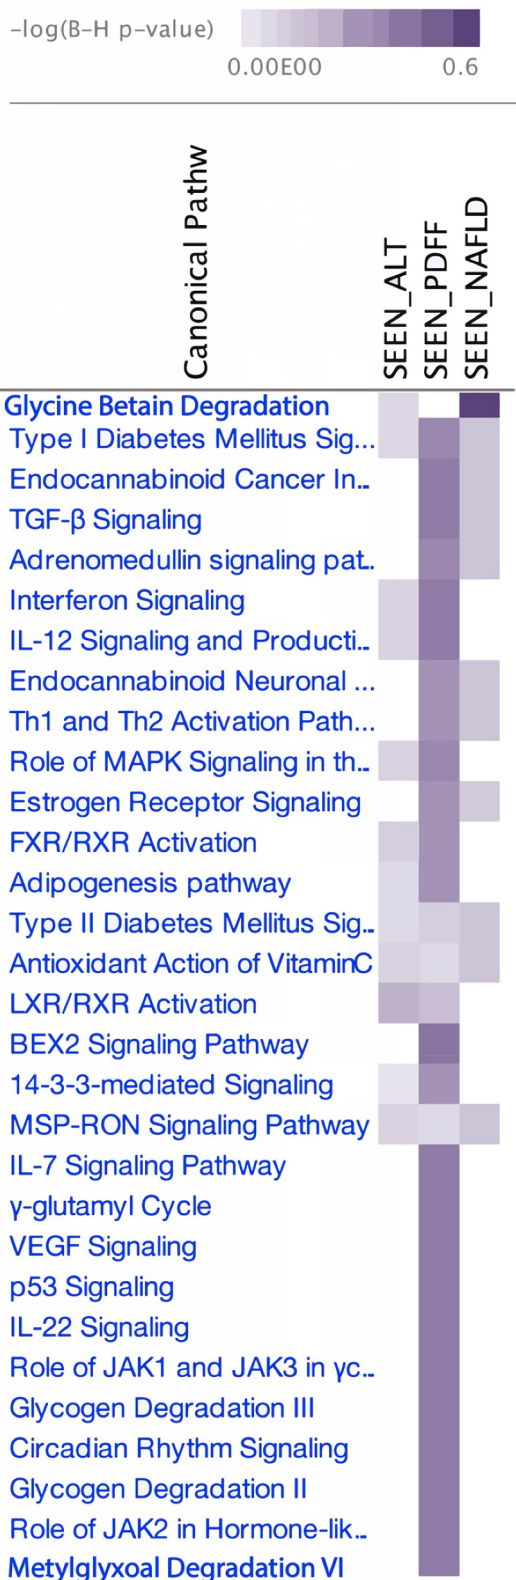 -log(B-H p-value)
0.00E00 0.6
Canonical Pathw
SEEN_ALT
SEEN_PDFF
SEEN_NAFLD
Glycine Betain Degradation
Type I Diabetes Mellitus Sig...
Endocannabinoid Cancer In...
TGF-β Signaling
Adrenomedullin signaling pat...
Interferon Signaling
IL-12 Signaling and Producti...
Endocannabinoid Neuronal ...
Th1 and Th2 Activation Path...
Role of MAPK Signaling in th...
Estrogen Receptor Signaling
FXR/RXR Activation
Adipogenesis pathway
Type II Diabetes Mellitus Sig...
Antioxidant Action of VitaminC
LXR/RXR Activation
BEX2 Signaling Pathway
14-3-3-mediated Signaling
MSP-RON Signaling Pathway
IL-7 Signaling Pathway
γ-glutamyl Cycle
VEGF Signaling
p53 Signaling
IL-22 Signaling
Role of JAK1 and JAK3 in γc...
Glycogen Degradation III
Circadian Rhythm Signaling
Glycogen Degradation II
Role of JAK2 in Hormone-lik...
Metylglyxoal Degradation VI